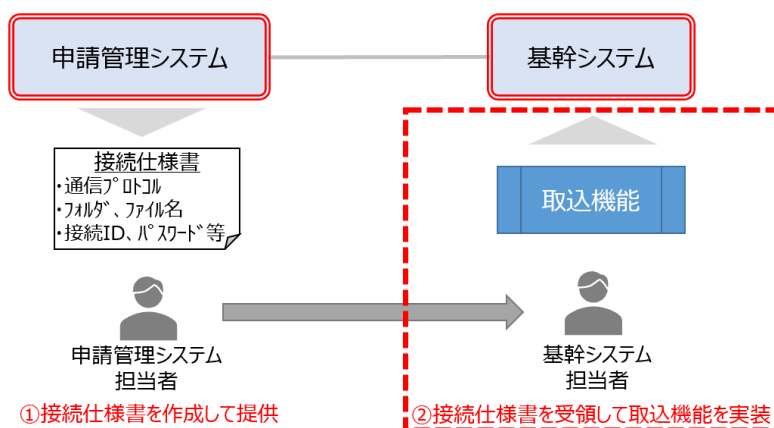 申請管理システム
基幹システム
接続仕様書
・通信ﾌﾟﾛﾄｺﾙ
・ﾌｫﾙﾀﾞ、ﾌｧｲﾙ名
・接続ID、ﾊﾟｽﾜｰﾄﾞ等
取込機能
申請管理システム
担当者
基幹システム
担当者
①接続仕様書を作成して提供
②接続仕様書を受領して取込機能を実装